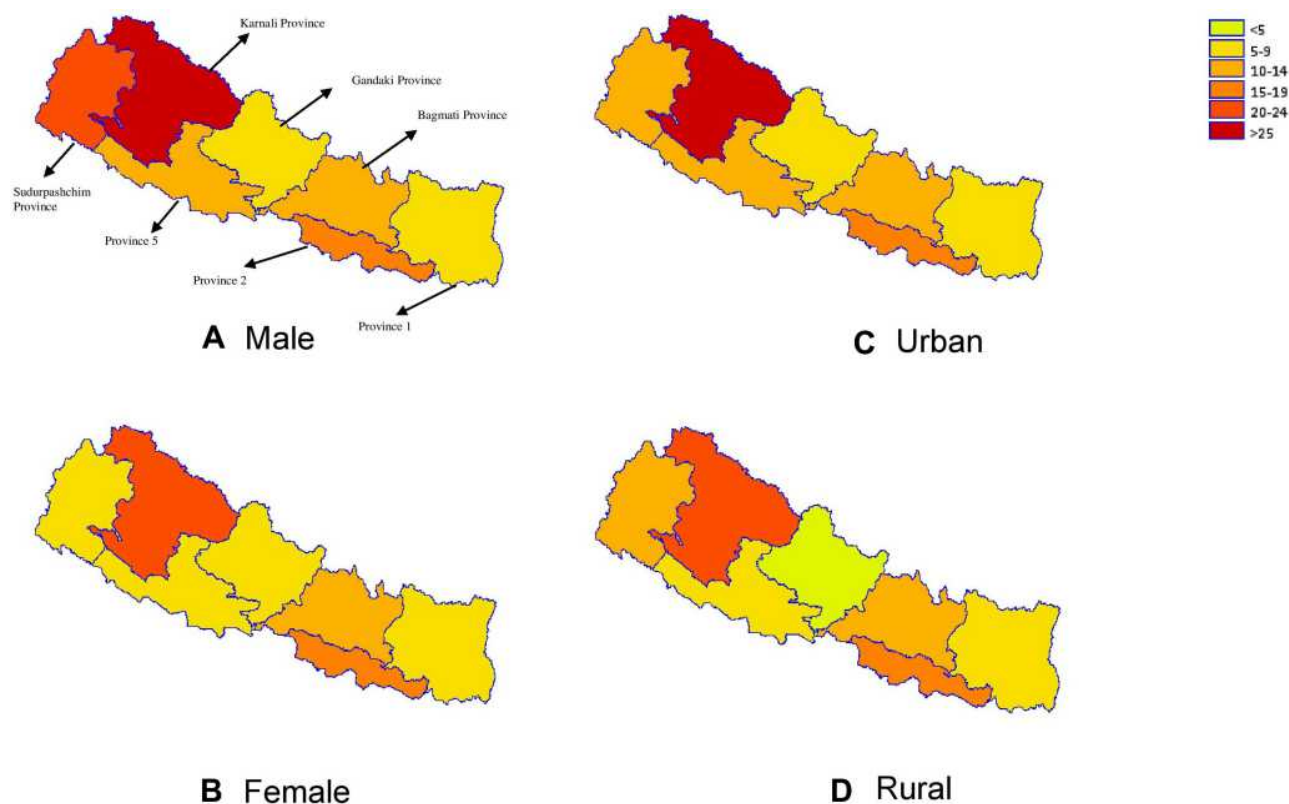 Karnali Province
Gandaki Province
Bagmati Province
Sudurpashchim
Province
Province 5
Province 2
Province 1
A Male
C Urban
<5
5-9
10-14
15-19
20-24
>25
B Female
D Rural